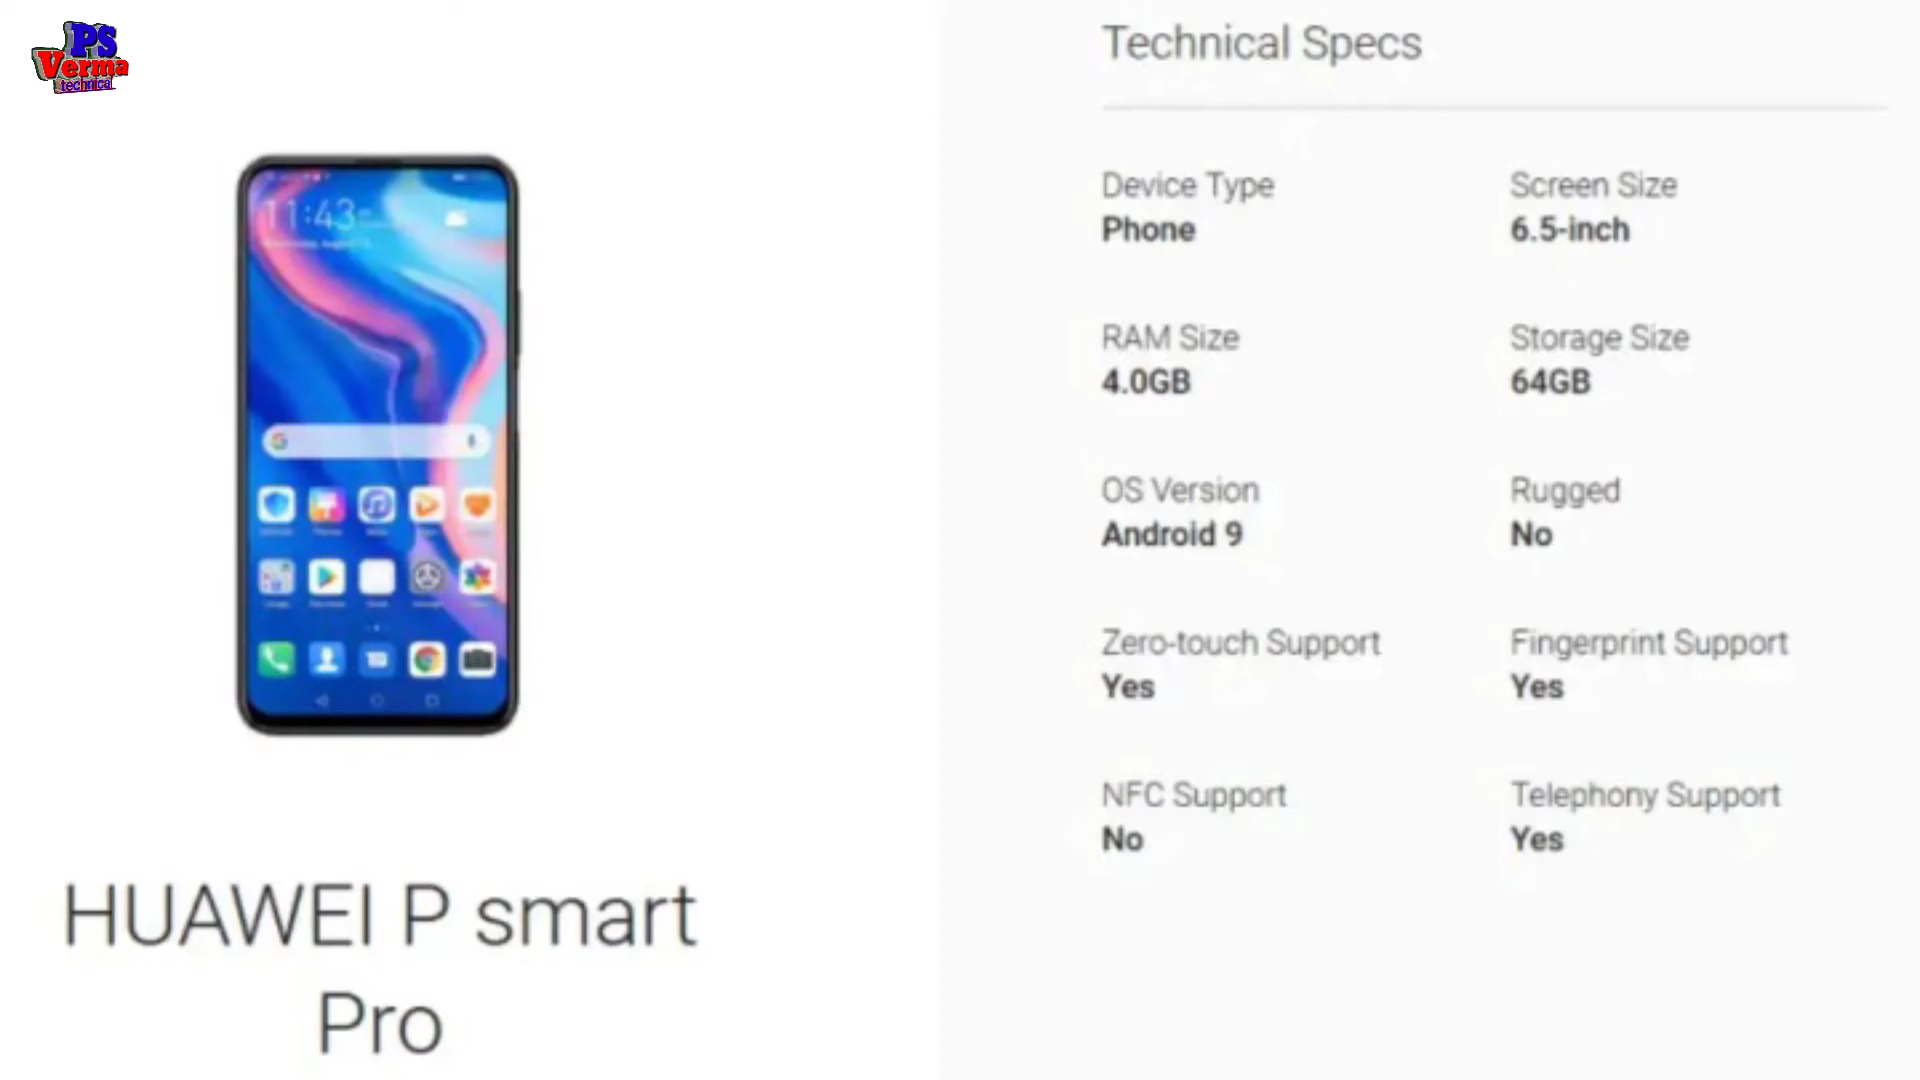 PS
Verma
technical
11:43
HUAWEI P smart
Pro
Technical Specs
Device Type
Phone
Screen Size
6.5-inch
RAM Size
4.0GB
Storage Size
64GB
OS Version
Android 9
Rugged
No
Zero-touch Support
Yes
Fingerprint Support
Yes
NFC Support
No
Telephony Support
Yes